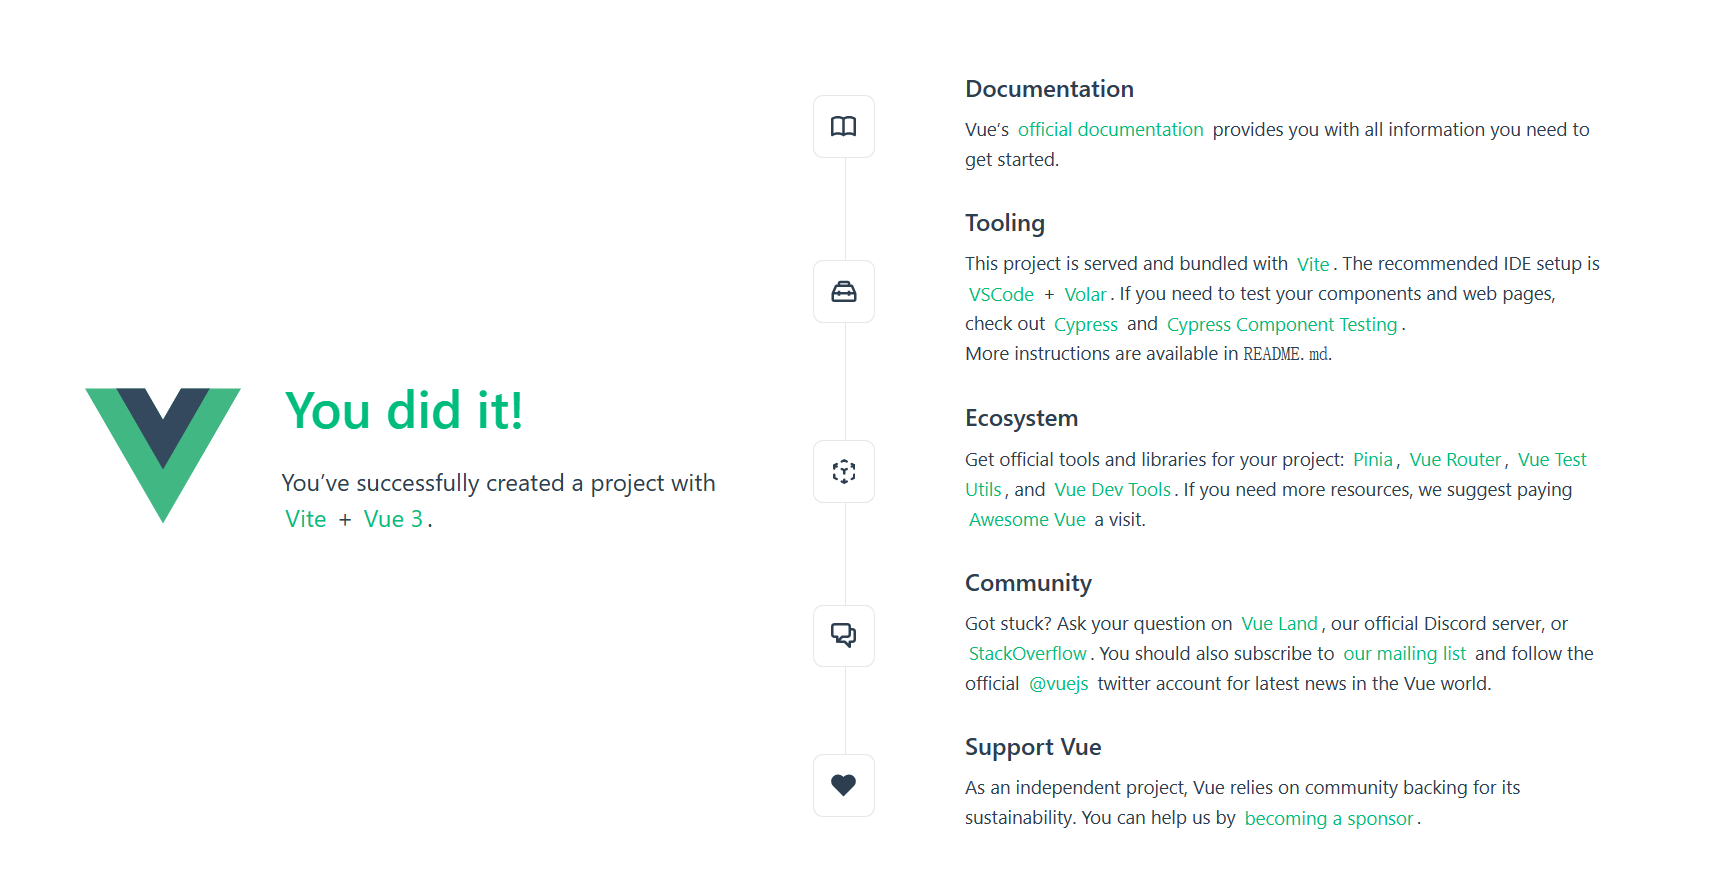 You did it!
You’ve successfully created a project with
Vite + Vue 3.
Documentation
Vue’s official documentation provides you with all information you need to
get started.
Tooling
This project is served and bundled with Vite. The recommended IDE setup is
VSCode + Volar. If you need to test your components and web pages,
check out Cypress and Cypress Component Testing.
More instructions are available in README.md.
Ecosystem
Get official tools and libraries for your project: Pinia, Vue Router, Vue Test
Utils, and Vue Dev Tools. If you need more resources, we suggest paying
Awesome Vue a visit.
Community
Got stuck? Ask your question on Vue Land, our official Discord server, or
StackOverflow. You should also subscribe to our mailing list and follow the
official @vuejs twitter account for latest news in the Vue world.
Support Vue
As an independent project, Vue relies on community backing for its
sustainability. You can help us by becoming a sponsor.